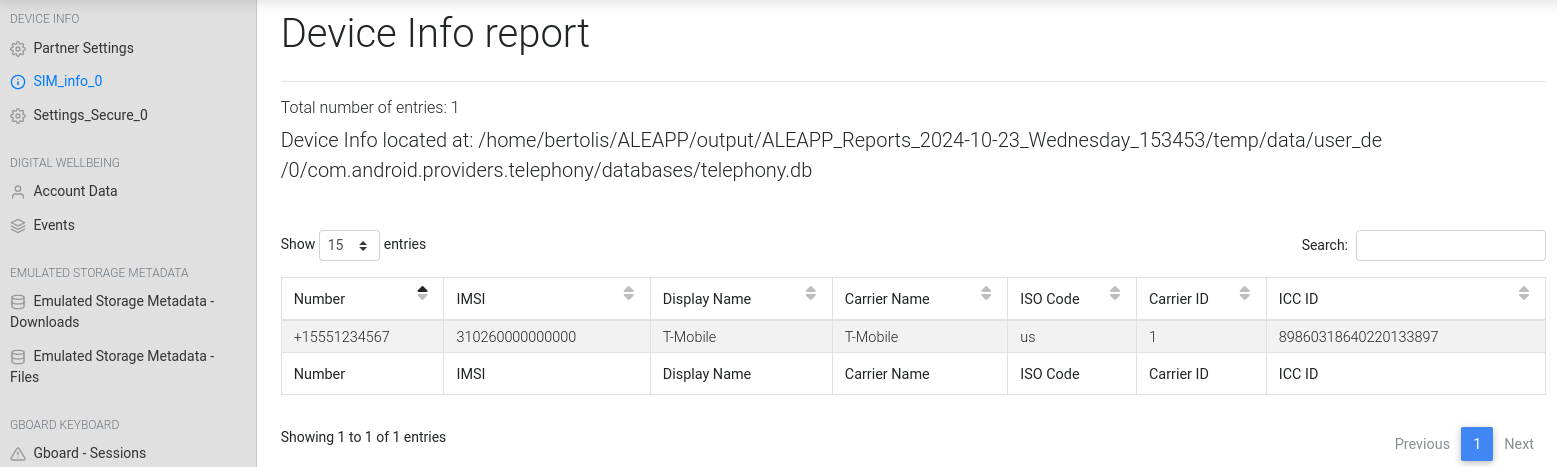 DEVICE INFO
Partner Settings
SIM_info_0
Settings_Secure_0
DIGITAL WELLBEING
Account Data
Events
EMULATED STORAGE METADATA
Emulated Storage Metadata -
Downloads
Emulated Storage Metadata -
Files
GBOARD KEYBOARD
Gboard - Sessions
Device Info report
Total number of entries: 1
Device Info located at: /home/bertolis/ALEAPP/output/ALEAPP_Reports_2024-10-23_Wednesday_153453/temp/data/user_de
/0/com.android.providers.telephony/databases/telephony.db
Show 15 entries Search:
Number IMSI Display Name Carrier Name ISO Code Carrier ID ICC ID
+15551234567 310260000000000 T-Mobile T-Mobile us 1 89860318640220133897
Number IMSI Display Name Carrier Name ISO Code Carrier ID ICC ID
Showing 1 to 1 of 1 entries Previous 1 Next